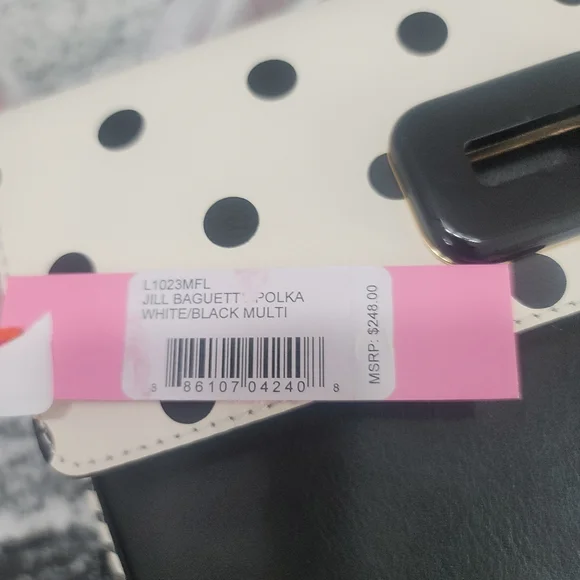 L1023MFL
JILL BAGUETT POLKA
WHITE/BLACK MULTI
8 86107 04240 8
MSRP: $248.00